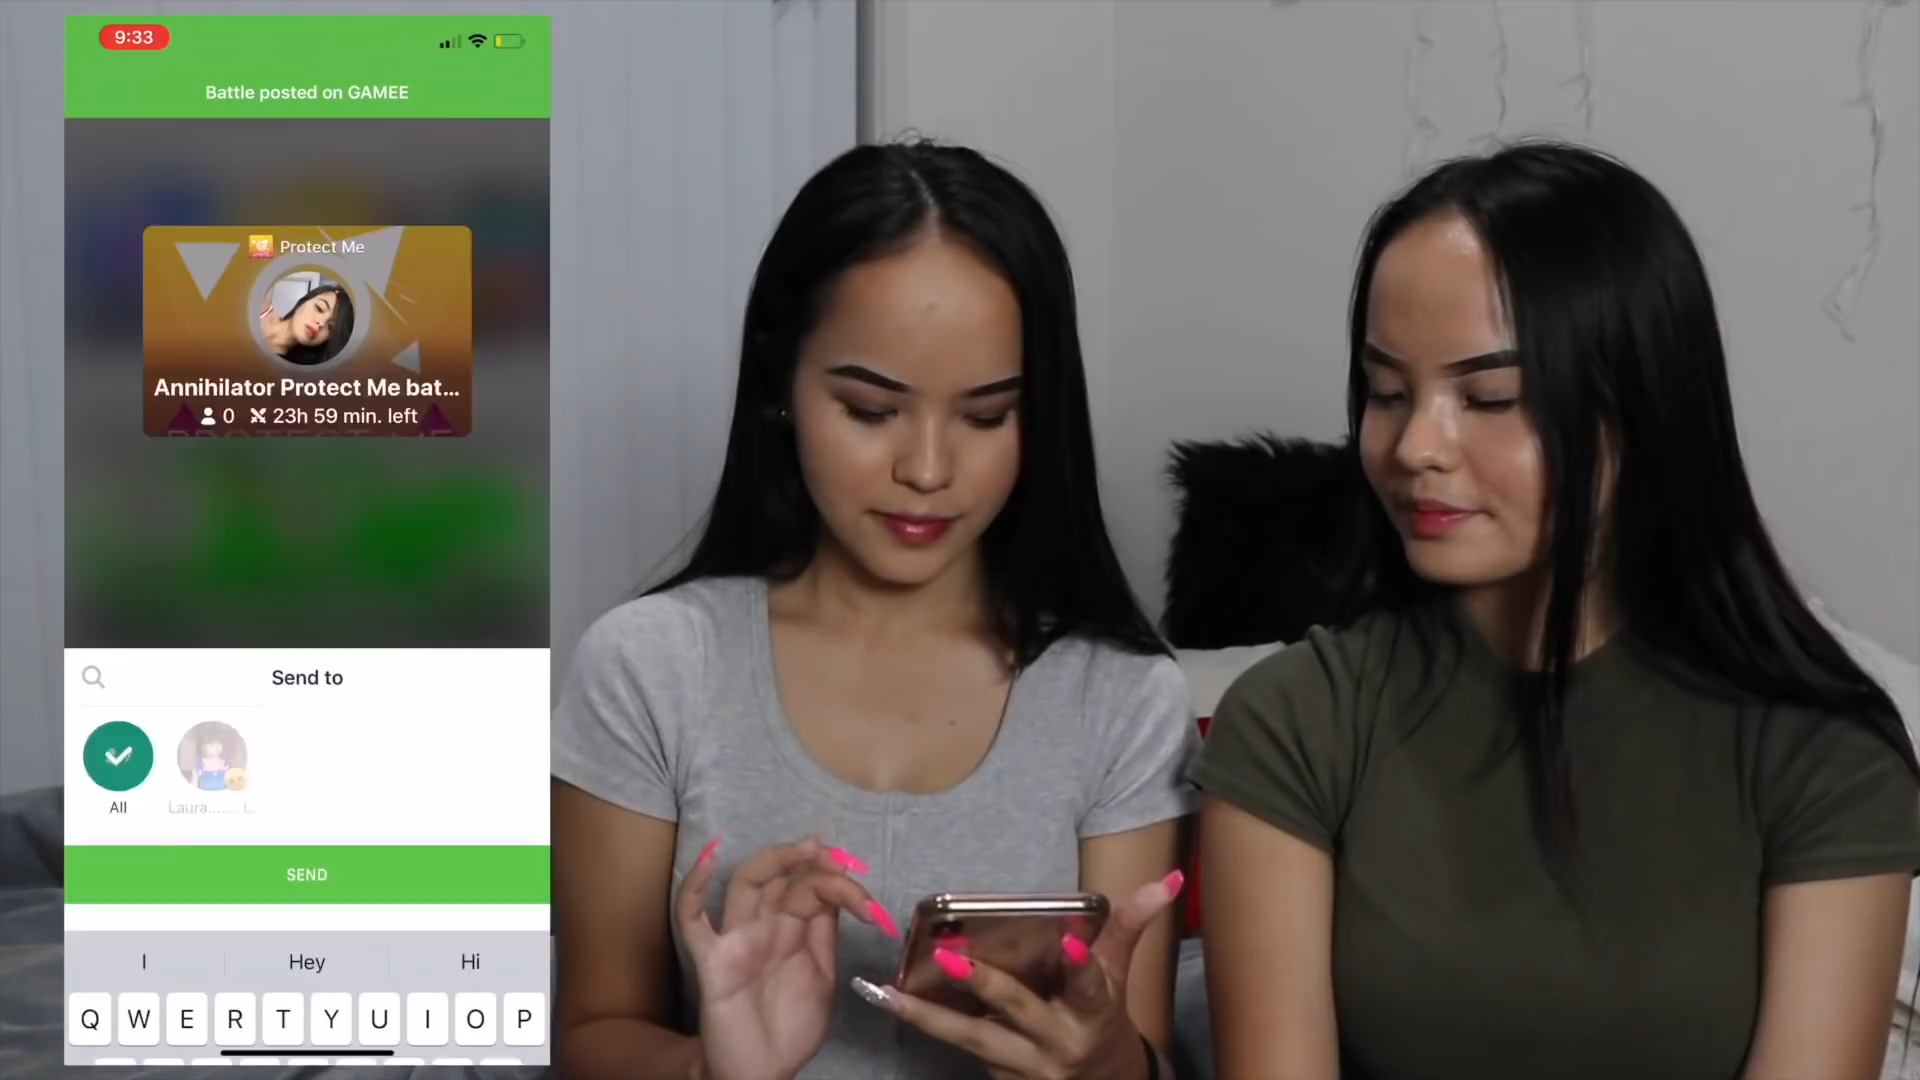 9:33
Battle posted on GAMEE
Protect Me
Annihilator Protect Me bat...
0 23h 59 min. left
Send to
All
Laura....... L..
SEND
I Hey Hi
Q W E R T Y U I O P